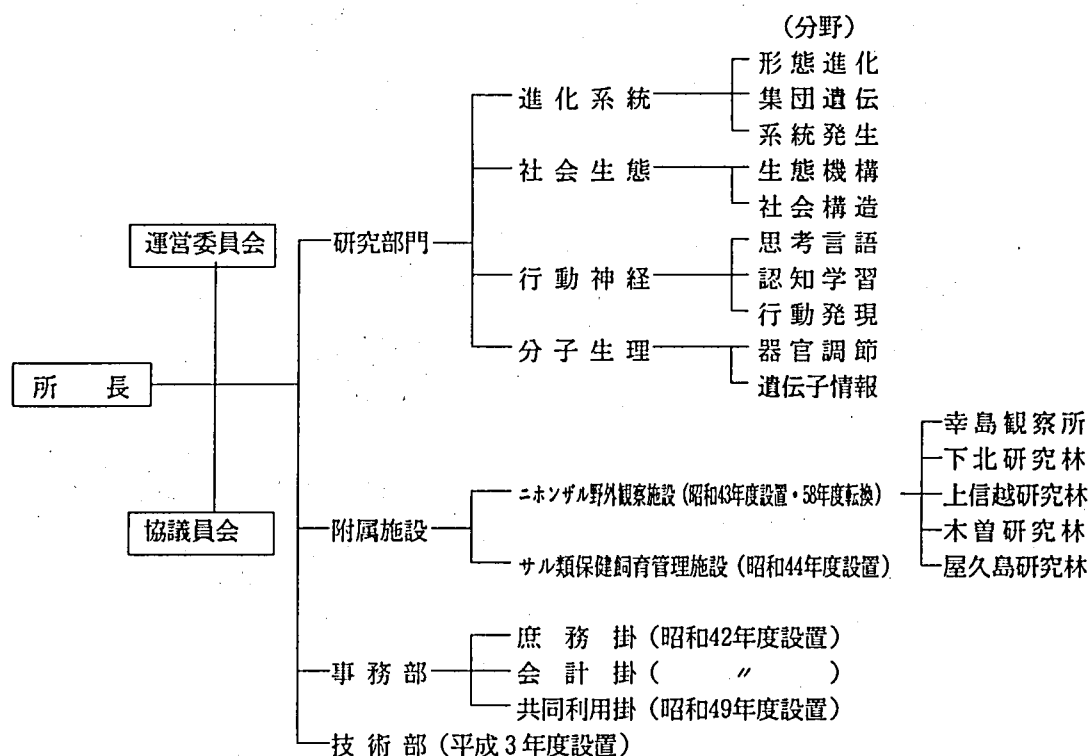 (分野)
形態進化
進化系統
集団遺伝
系統発生
社会生態
生態機構
社会構造
運営委員会
研究部門
思考言語
行動神経
認知学習
行動発現
分子生理
器官調節
所長
遺伝子情報
幸島観察所
下北研究林
ニホンザル野外観察施設(昭和43年度設置・58年度転換)
上信越研究林
協議員会
附属施設
木曽研究林
サル類保健飼育管理施設(昭和44年度設置)
屋久島研究林
庶務掛(昭和42年度設置)
事務部
会計掛(〃)
共同利用掛(昭和49年度設置)
技術部(平成3年度設置)